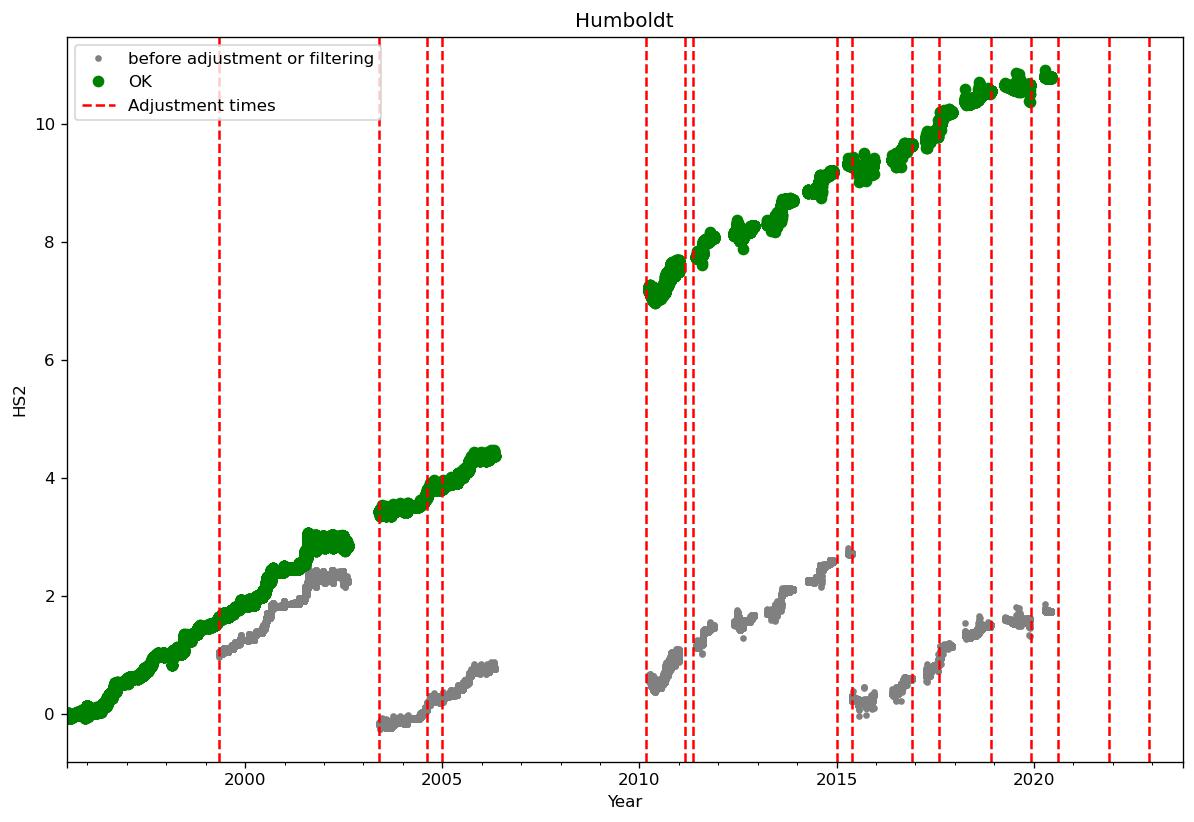 Humboldt
before adjustment or filtering
OK
Adjustment times
HS2
10
8
6
4
2
0
2000 2005 2010 2015 2020
Year